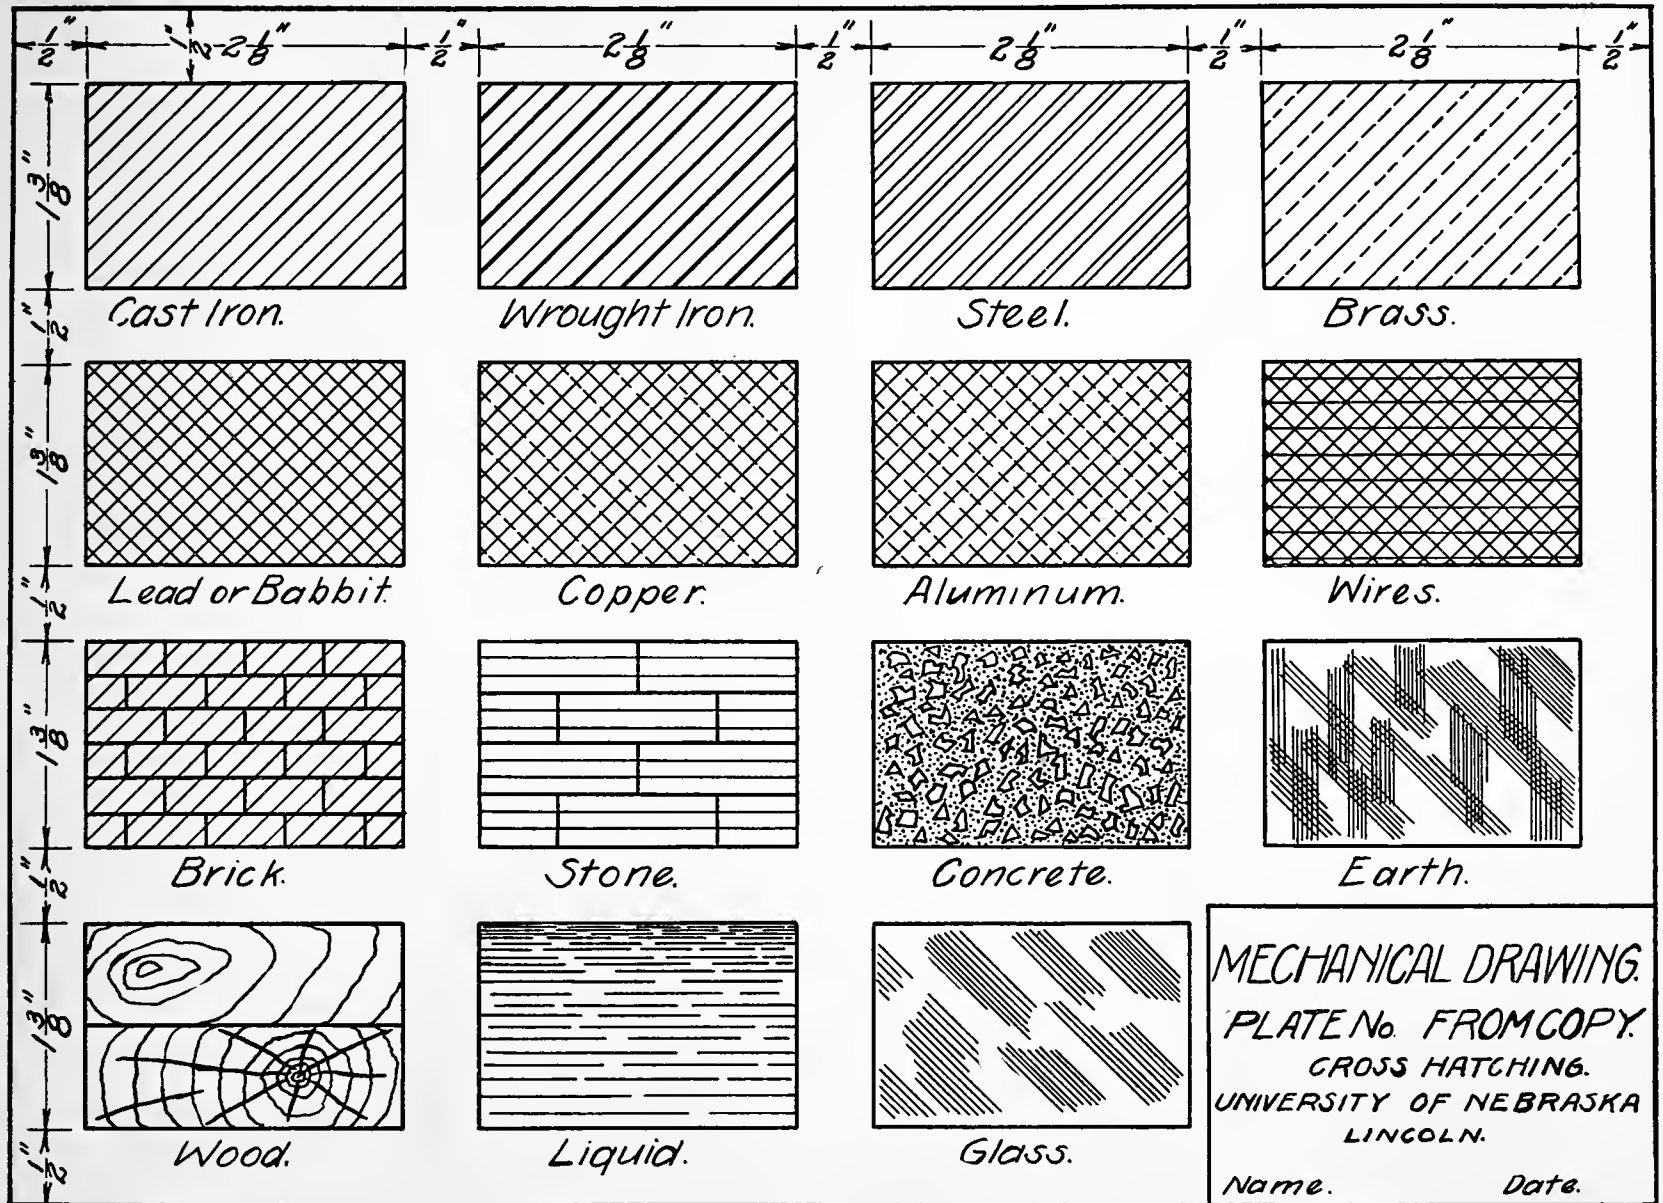 1/2" 2 1/8" 1/2" 2 1/8" 1/2" 2 1/8" 1/2" 2 1/8" 1/2"
1/2"
1 3/8"
Cast Iron. Wrought Iron. Steel. Brass.
1/2"
1 3/8"
Lead or Babbit. Copper. Aluminum. Wires.
1/2"
1 3/8"
Brick. Stone. Concrete. Earth.
1/2"
1 3/8"
Wood. Liquid. Glass.
1/2"
MECHANICAL DRAWING.
PLATE No. FROM COPY.
CROSS HATCHING.
UNIVERSITY OF NEBRASKA
LINCOLN.
Name. Date.